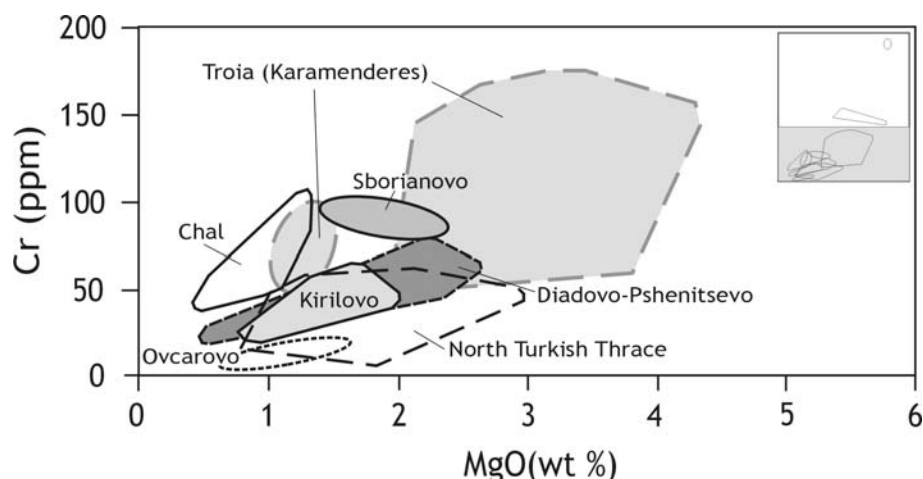 200
Troia (Karamenderes)
150
Sborianovo
Cr (ppm)
100
Chal
50
Kirilovo
Diadovo-Pshenitsevo
Ovcarovo
North Turkish Thrace
0
0 1 2 3 4 5 6
MgO(wt %)